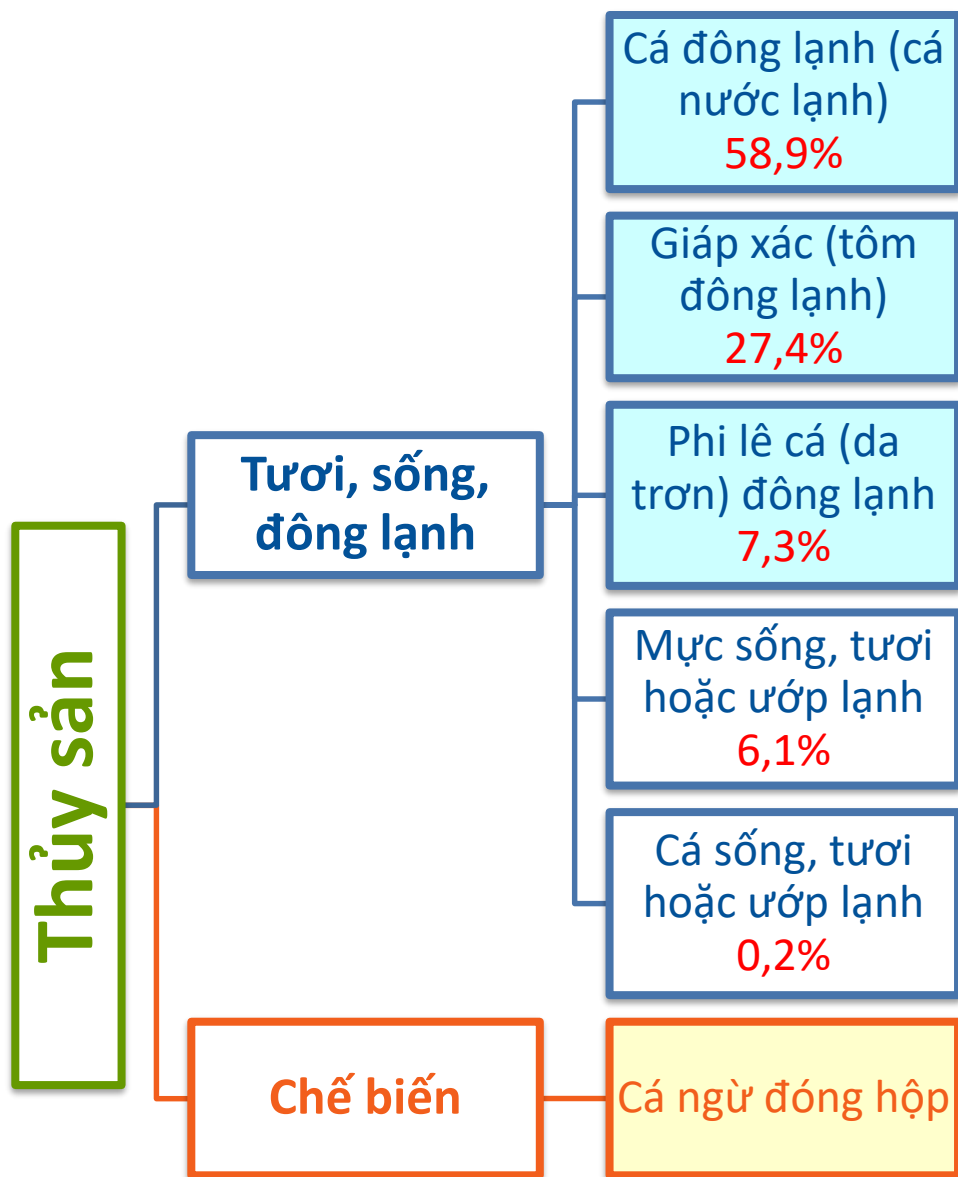 Thủy sản
Tươi, sống,
đông lạnh
Cá đông lạnh (cá
nước lạnh)
58,9%
Giáp xác (tôm
đông lạnh)
27,4%
Phi lê cá (da
trơn) đông lạnh
7,3%
Mực sống, tươi
hoặc ướp lạnh
6,1%
Cá sống, tươi
hoặc ướp lạnh
0,2%
Chế biến
Cá ngừ đóng hộp